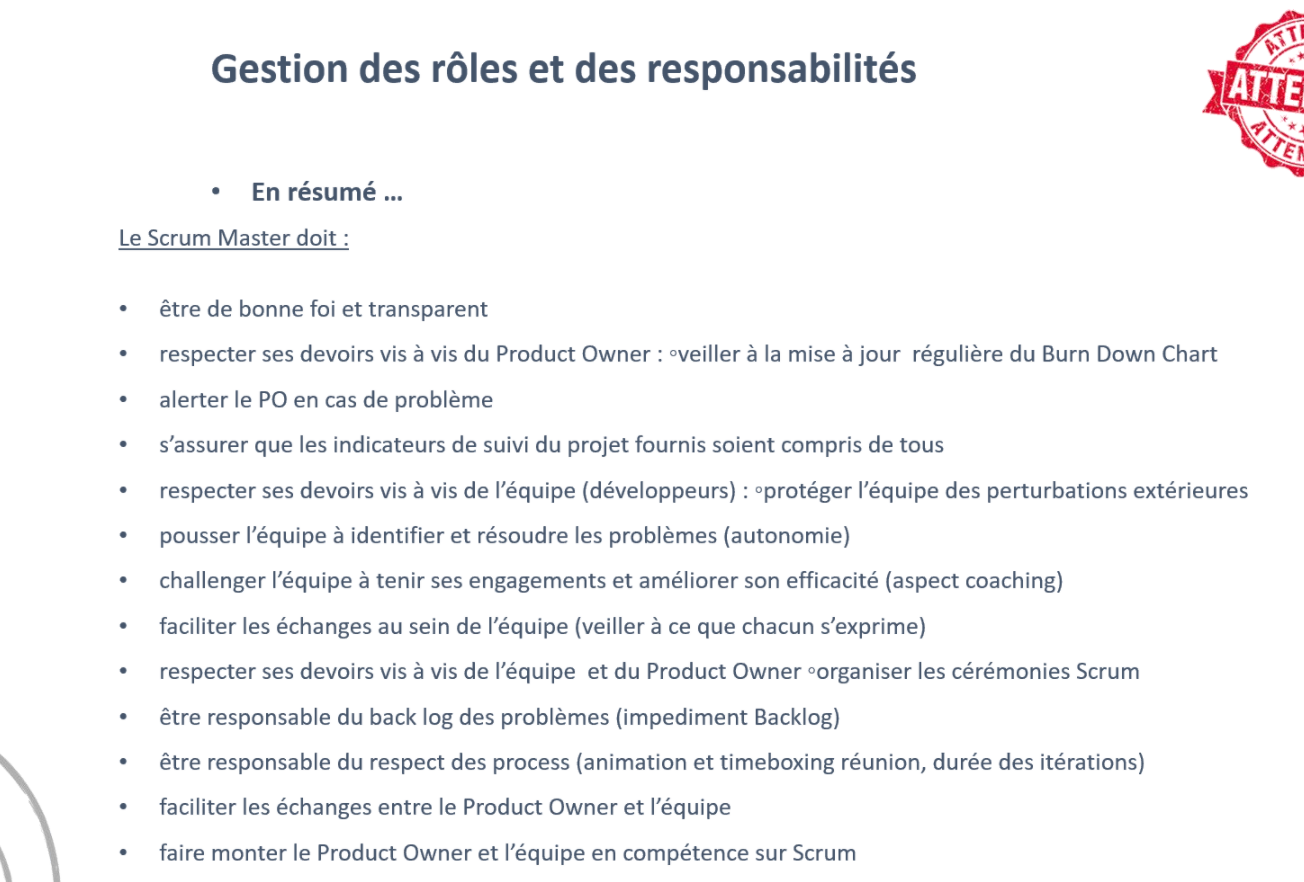 Gestion des rôles et des responsabilités
• En résumé ...
Le Scrum Master doit :
• être de bonne foi et transparent
• respecter ses devoirs vis à vis du Product Owner : ◦veiller à la mise à jour  régulière du Burn Down Chart
• alerter le PO en cas de problème
• s’assurer que les indicateurs de suivi du projet fournis soient compris de tous
• respecter ses devoirs vis à vis de l’équipe (développeurs) : ◦protéger l’équipe des perturbations extérieures
• pousser l’équipe à identifier et résoudre les problèmes (autonomie)
• challenger l’équipe à tenir ses engagements et améliorer son efficacité (aspect coaching)
• faciliter les échanges au sein de l’équipe (veiller à ce que chacun s’exprime)
• respecter ses devoirs vis à vis de l’équipe  et du Product Owner ◦organiser les cérémonies Scrum
• être responsable du back log des problèmes (impediment Backlog)
• être responsable du respect des process (animation et timeboxing réunion, durée des itérations)
• faciliter les échanges entre le Product Owner et l’équipe
• faire monter le Product Owner et l’équipe en compétence sur Scrum